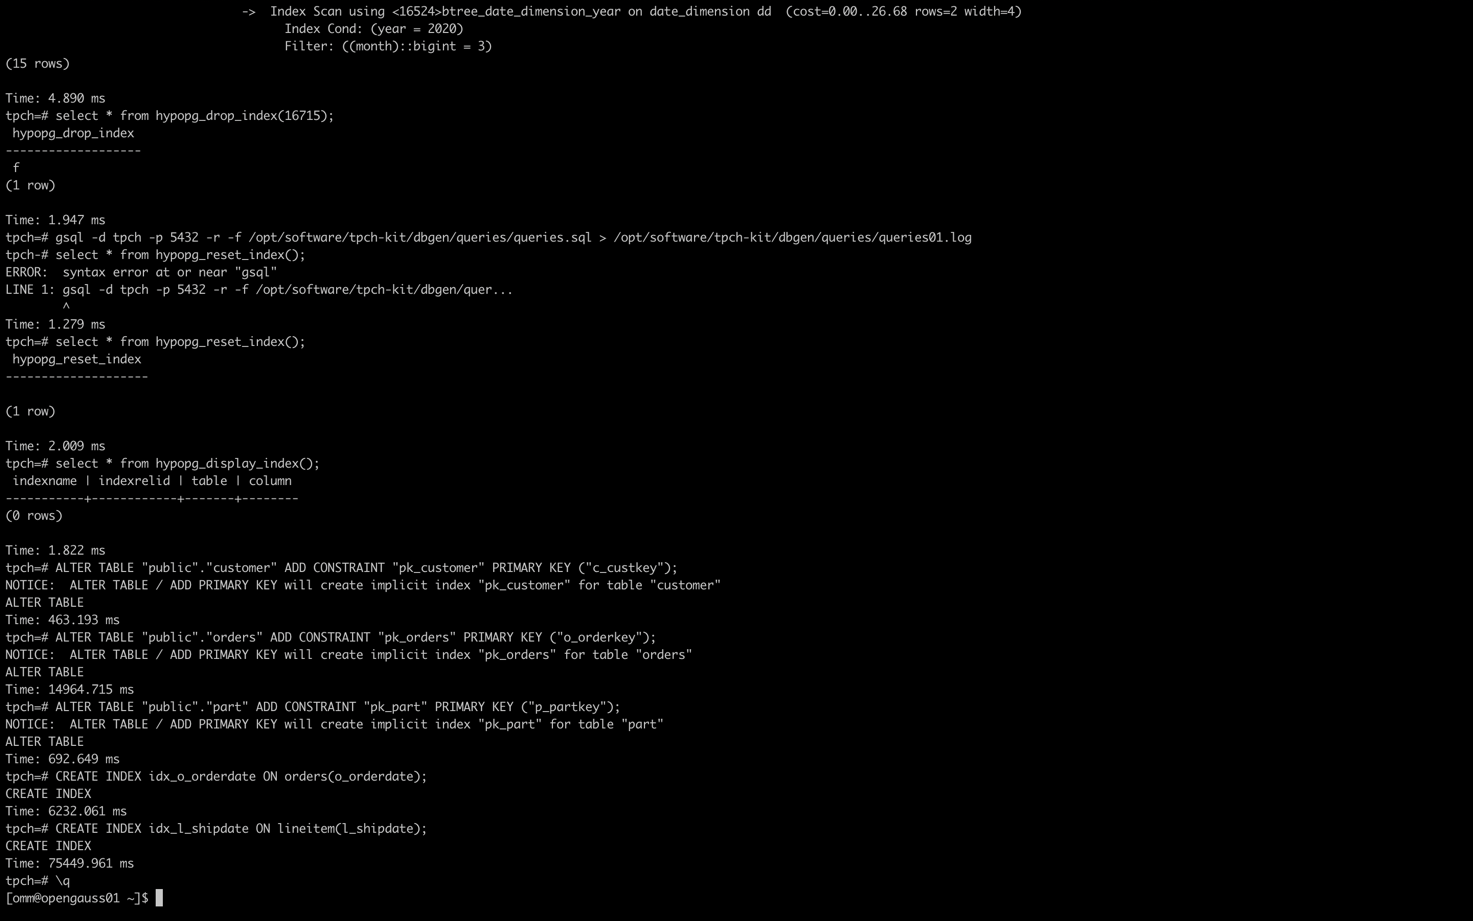 ->  Index Scan using <16524>btree_date_dimension_year on date_dimension dd  (cost=0.00..26.68 rows=2 width=4)
Index Cond: (year = 2020)
Filter: ((month)::bigint = 3)
(15 rows)
Time: 4.890 ms
tpch=# select * from hypopg_drop_index(16715);
hypopg_drop_index
-------------------
f
(1 row)
Time: 1.947 ms
tpch=# gsql -d tpch -p 5432 -r -f /opt/software/tpch-kit/dbgen/queries/queries.sql > /opt/software/tpch-kit/dbgen/queries/queries01.log
tpch-# select * from hypopg_reset_index();
ERROR:  syntax error at or near "gsql"
LINE 1: gsql -d tpch -p 5432 -r -f /opt/software/tpch-kit/dbgen/quer...
^
Time: 1.279 ms
tpch=# select * from hypopg_reset_index();
hypopg_reset_index
--------------------
(1 row)
Time: 2.009 ms
tpch=# select * from hypopg_display_index();
indexname | indexrelid | table | column
-----------+------------+-------+--------
(0 rows)
Time: 1.822 ms
tpch=# ALTER TABLE "public"."customer" ADD CONSTRAINT "pk_customer" PRIMARY KEY ("c_custkey");
NOTICE:  ALTER TABLE / ADD PRIMARY KEY will create implicit index "pk_customer" for table "customer"
ALTER TABLE
Time: 463.193 ms
tpch=# ALTER TABLE "public"."orders" ADD CONSTRAINT "pk_orders" PRIMARY KEY ("o_orderkey");
NOTICE:  ALTER TABLE / ADD PRIMARY KEY will create implicit index "pk_orders" for table "orders"
ALTER TABLE
Time: 14964.715 ms
tpch=# ALTER TABLE "public"."part" ADD CONSTRAINT "pk_part" PRIMARY KEY ("p_partkey");
NOTICE:  ALTER TABLE / ADD PRIMARY KEY will create implicit index "pk_part" for table "part"
ALTER TABLE
Time: 692.649 ms
tpch=# CREATE INDEX idx_o_orderdate ON orders(o_orderdate);
CREATE INDEX
Time: 6232.061 ms
tpch=# CREATE INDEX idx_l_shipdate ON lineitem(l_shipdate);
CREATE INDEX
Time: 75449.961 ms
tpch=# \q
[omm@opengauss01 ~]$